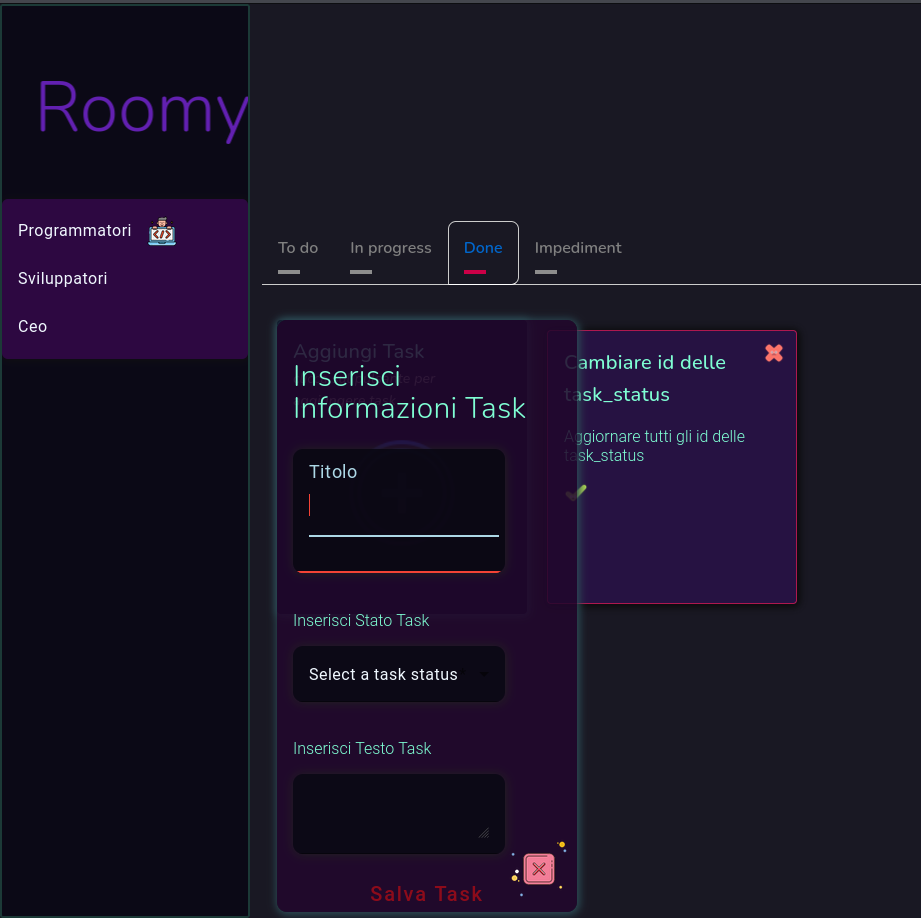 Roomy
Programmatori
Sviluppatori
Ceo
To do
In progress
Done
Impediment
Aggiungi Task
per
Inserisci
Informazioni Task
Titolo
Inserisci Stato Task
Select a task status
Inserisci Testo Task
Salva Task
Cambiare id delle
task_status
Aggiornare tutti gli id delle
task_status